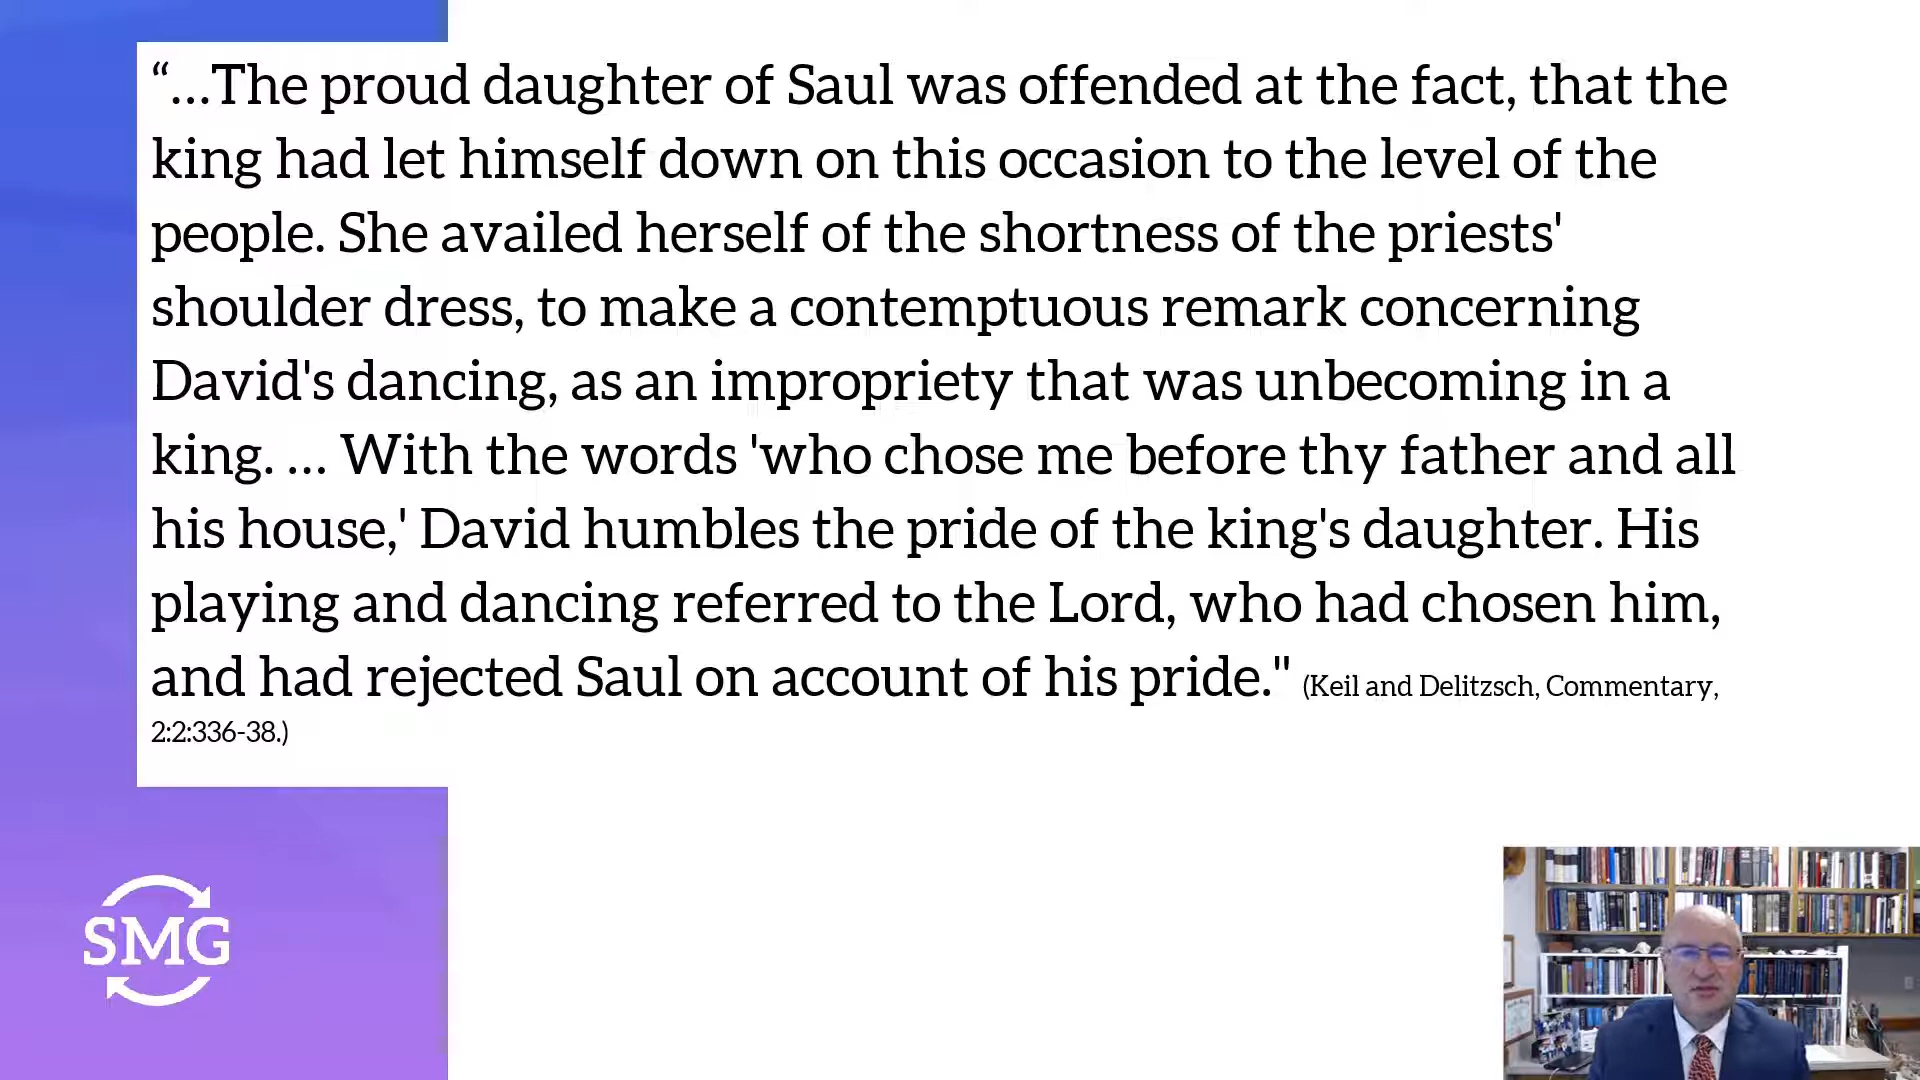 “…The proud daughter of Saul was offended at the fact, that the
king had let himself down on this occasion to the level of the
people. She availed herself of the shortness of the priests'
shoulder dress, to make a contemptuous remark concerning
David's dancing, as an impropriety that was unbecoming in a
king. … With the words 'who chose me before thy father and all
his house,' David humbles the pride of the king's daughter. His
playing and dancing referred to the Lord, who had chosen him,
and had rejected Saul on account of his pride." (Keil and Delitzsch, Commentary,
2:2:336-38.)
SMG